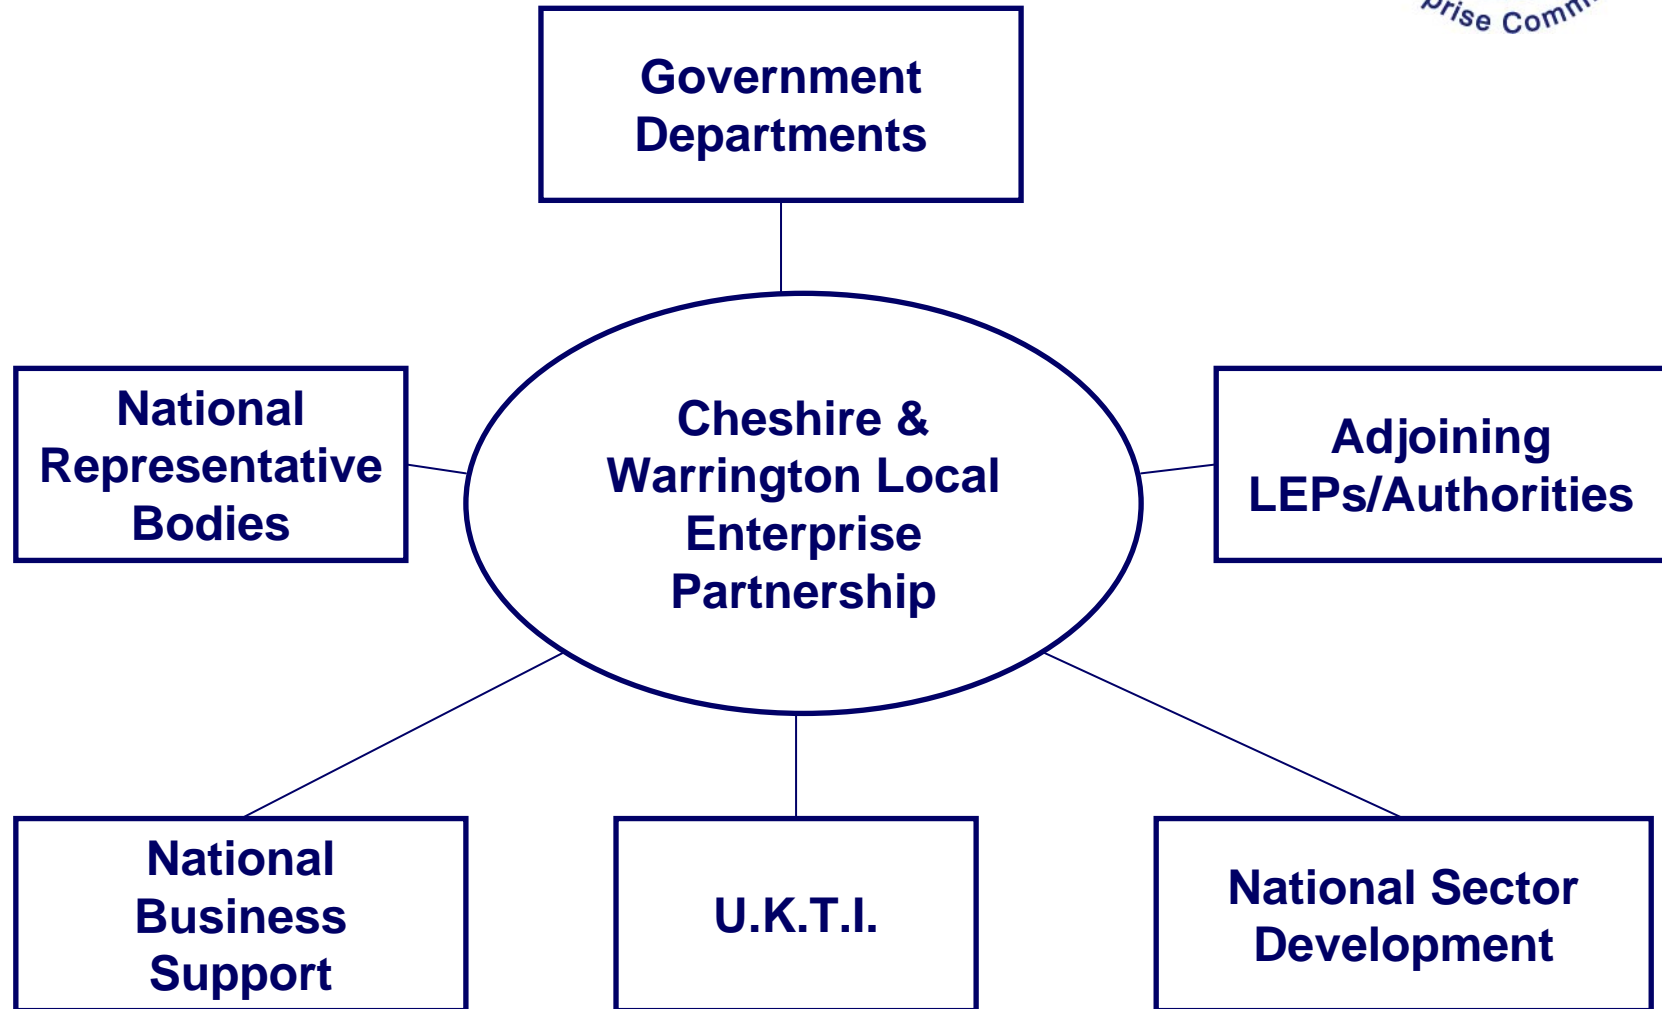 Government
Departments
National
Representative
Bodies
Cheshire &
Warrington Local
Enterprise
Partnership
Adjoining
LEPs/Authorities
National
Business
Support
U.K.T.I.
National Sector
Development